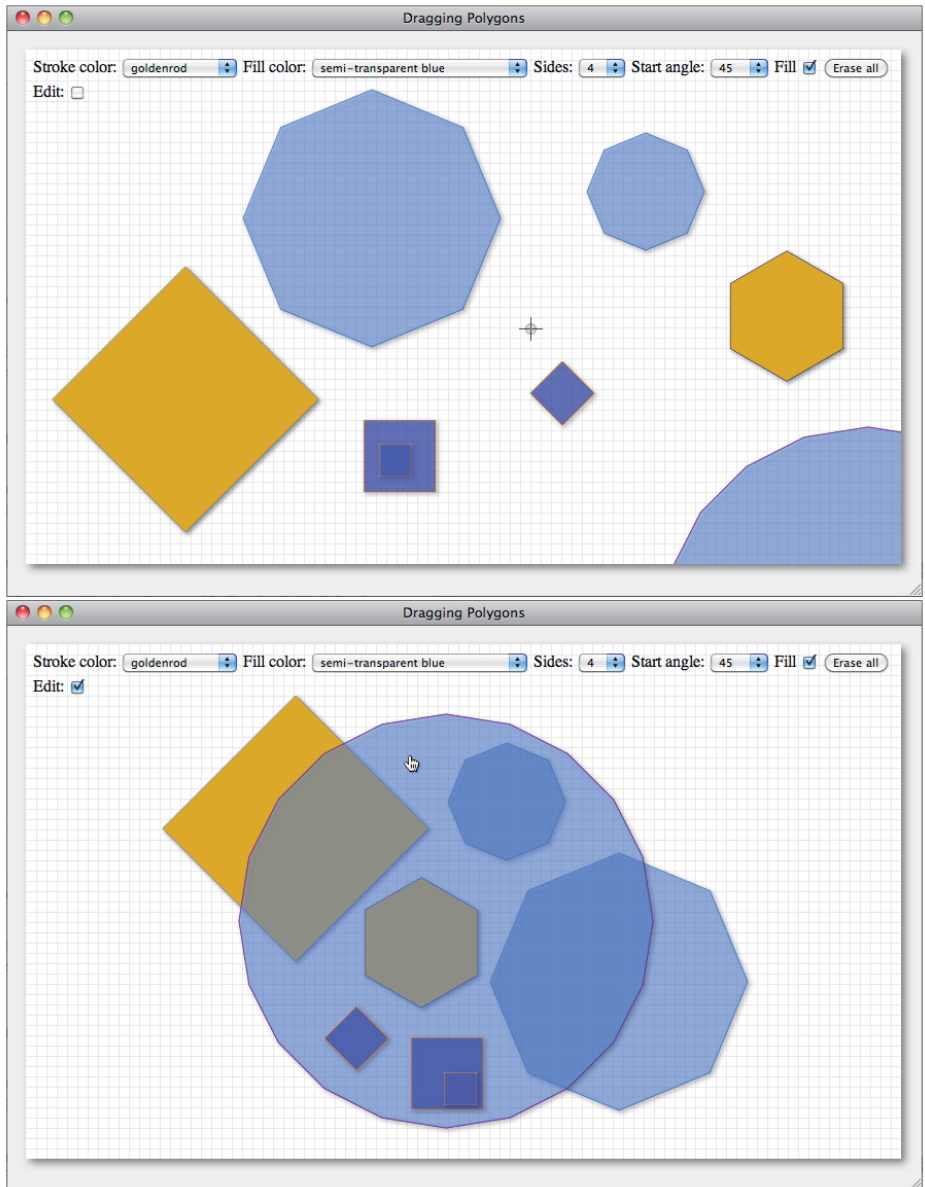 Dragging Polygons
Stroke color: goldenrod Fill color: semi-transparent blue Sides: 4 Start angle: 45 Fill Erase all
Edit:
Dragging Polygons
Stroke color: goldenrod Fill color: semi-transparent blue Sides: 4 Start angle: 45 Fill Erase all
Edit: